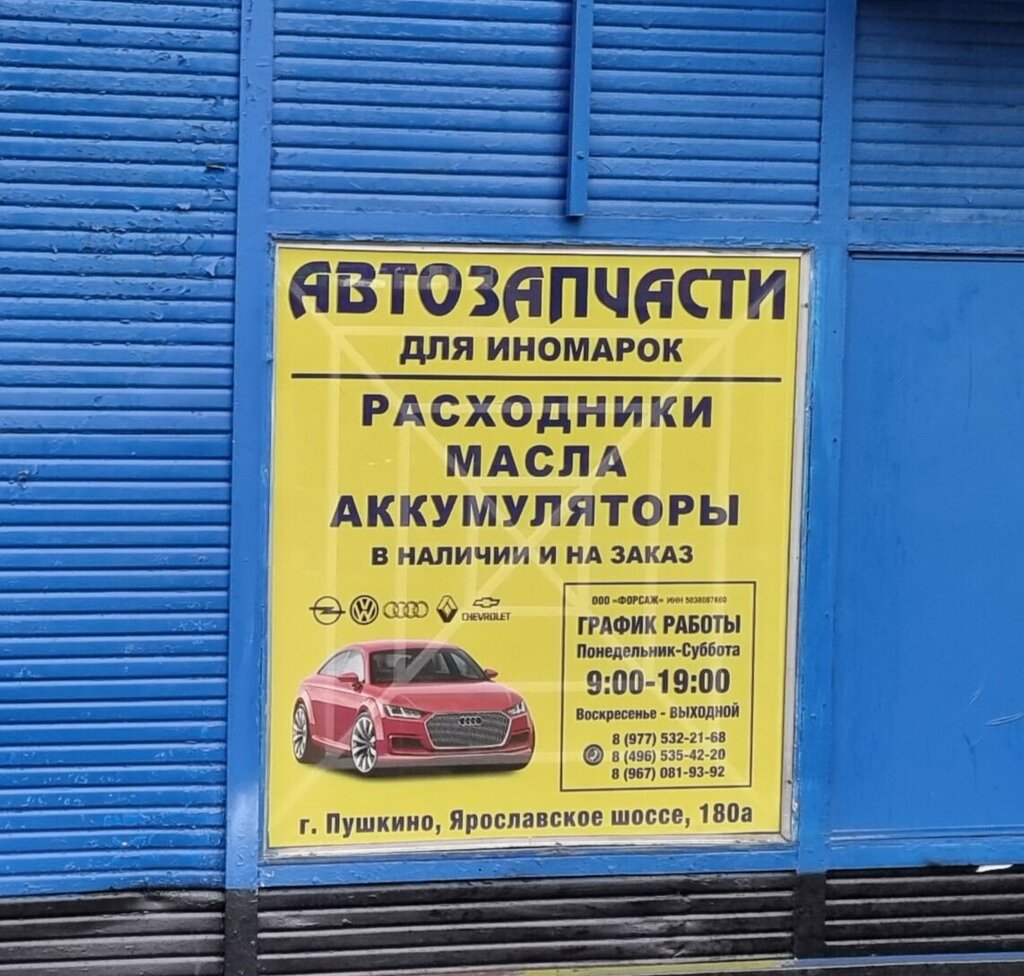 АВТОЗАПЧАСТИ
ДЛЯ ИНОМАРОК
РАСХОДНИКИ
МАСЛА
АККУМУЛЯТОРЫ
В НАЛИЧИИ И НА ЗАКАЗ
CHEVROLET
ООО «ФОРСАЖ» ИНН 5038087660
ГРАФИК РАБОТЫ
Понедельник-Суббота
9:00-19:00
Воскресенье - ВЫХОДНОЙ
8 (977) 532-21-68
8 (496) 535-42-20
8 (967) 081-93-92
г. Пушкино, Ярославское шоссе, 180а